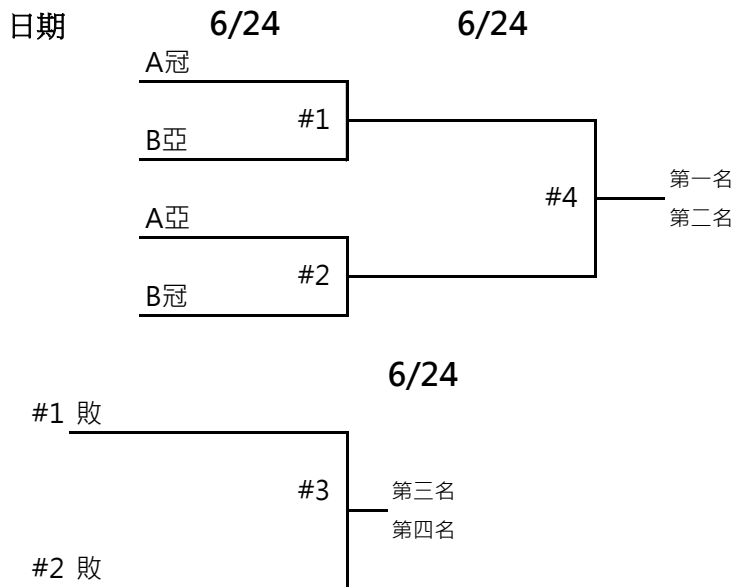 日期 6/24 6/24
A冠
#1
B亞
第一名
#4
第二名
A亞
#2
B冠
6/24
#1 敗
#3
第三名
第四名
#2 敗